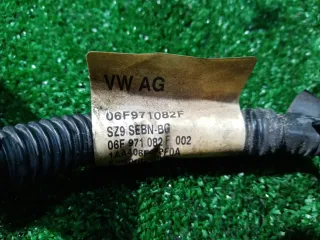 VW AG
06F971082F
SZ9 SEBN-BG
06F 971 082 F 002